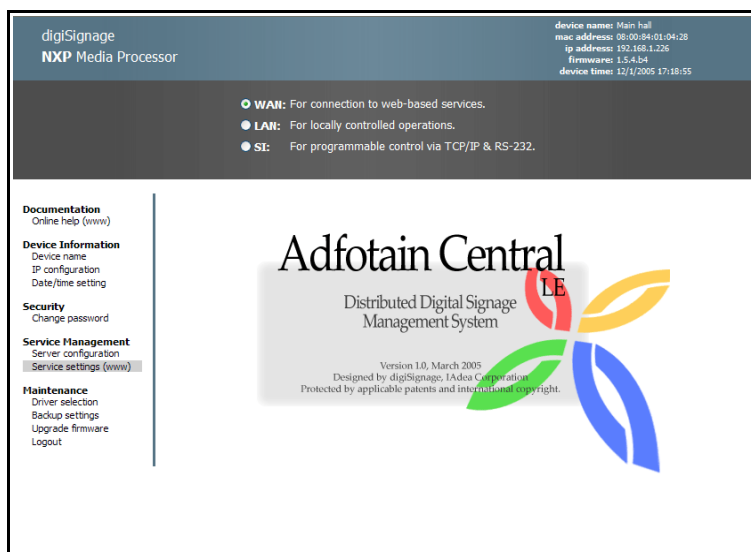 digiSignage
NXP Media Processor
device name: Main hall
mac address: 08:00:84:01:04:28
ip address: 192.168.1.226
firmware: 1.5.4.b4
device time: 12/1/2005 17:18:55
WAN: For connection to web-based services.
LAN: For locally controlled operations.
SI: For programmable control via TCP/IP & RS-232.
Documentation
Online help (www)
Device Information
Device name
IP configuration
Date/time setting
Security
Change password
Service Management
Server configuration
Service settings (www)
Maintenance
Driver selection
Backup settings
Upgrade firmware
Logout
Adfotain Central
LE
Distributed Digital Signage
Management System
Version 1.0, March 2005
Designed by digiSignage, IAdea Corporation
Protected by applicable patents and international copyright.